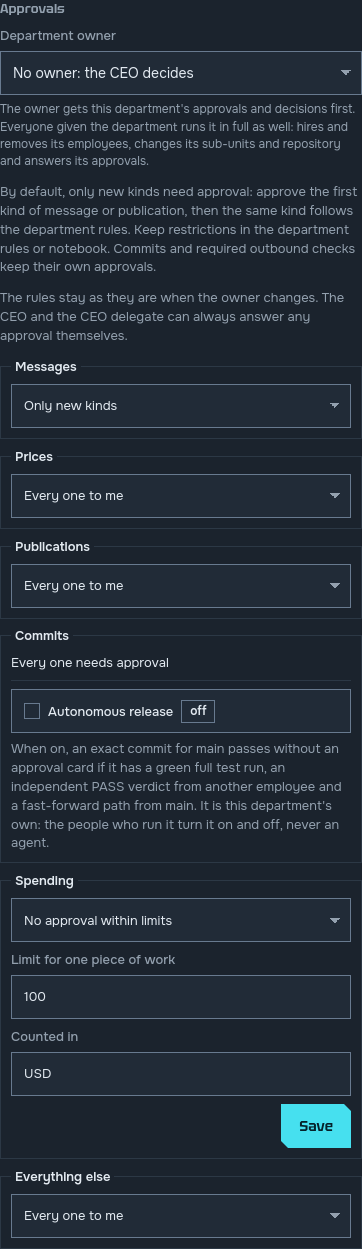 Approvals
Department owner
No owner: the CEO decides
The owner gets this department's approvals and decisions first.
Everyone given the department runs it in full as well: hires and
removes its employees, changes its sub-units and repository
and answers its approvals.
By default, only new kinds need approval: approve the first
kind of message or publication, then the same kind follows
the department rules. Keep restrictions in the department
rules or notebook. Commits and required outbound checks
keep their own approvals.
The rules stay as they are when the owner changes. The
CEO and the CEO delegate can always answer any
approval themselves.
Messages
Only new kinds
Prices
Every one to me
Publications
Every one to me
Commits
Every one needs approval
Autonomous release off
When on, an exact commit for main passes without an
approval card if it has a green full test run, an
independent PASS verdict from another employee and
a fast-forward path from main. It is this department's
own: the people who run it turn it on and off, never an
agent.
Spending
No approval within limits
Limit for one piece of work
100
Counted in
USD
Save
Everything else
Every one to me